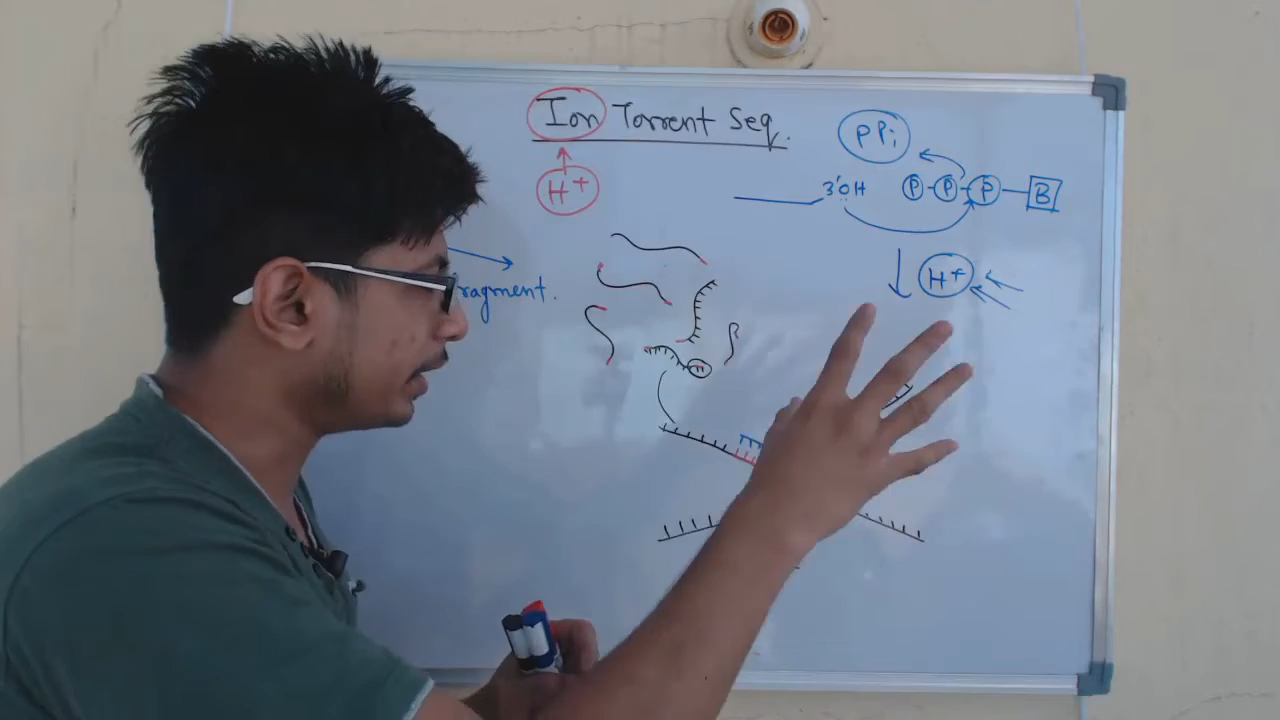 Ion Torrent Seq.
PPi
H+
3'OH P-P-P-B
H+
ragment.